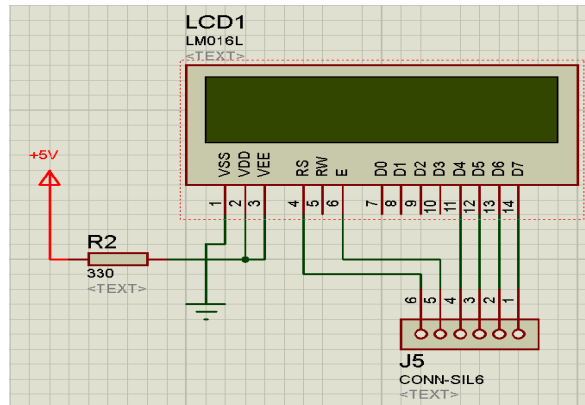 LCD1
LM016L
<TEXT>
+5V
VSS VDD VEE RS RW E D0 D1 D2 D3 D4 D5 D6 D7
1 2 3 4 5 6 7 8 9 10 11 12 13 14
R2
330
<TEXT>
6 5 4 3 2 1
J5
CONN-SIL6
<TEXT>